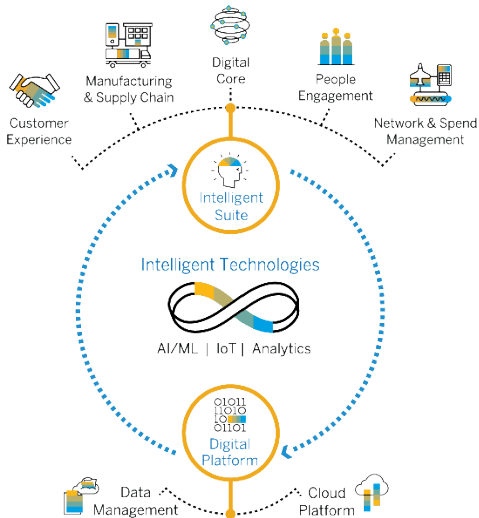 Digital
Core
Manufacturing
& Supply Chain
People
Engagement
Customer
Experience
Network & Spend
Management
Intelligent
Suite
Intelligent Technologies
AI/ML | IoT | Analytics
01011
11010
10
01101
Digital
Platform
Data
Management
Cloud
Platform